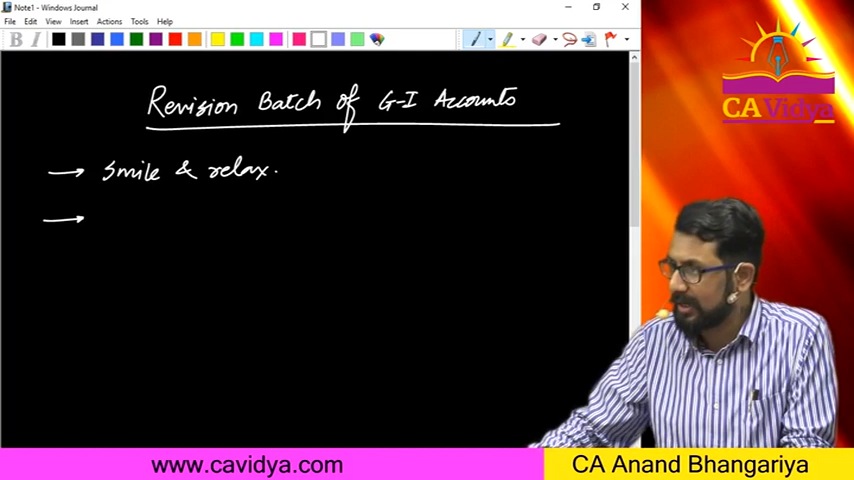 Note1 - Windows Journal
File Edit View Insert Actions Tools Help
B I
Revision Batch of G-I Accounts
→ Smile & relax.
→
CA Vidya
www.cavidya.com
CA Anand Bhangariya